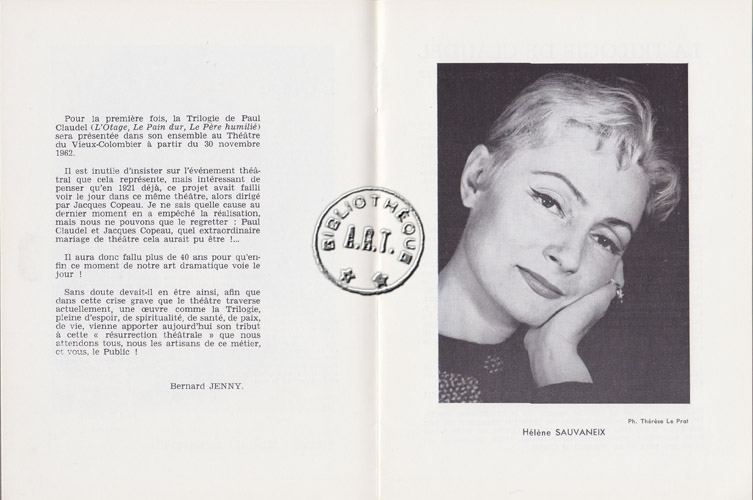 Pour la première fois, la Trilogie de Paul
Claudel (L'Otage, Le Pain dur, Le Père humilié)
sera présentée dans son ensemble au Théâtre
du Vieux-Colombier à partir du 30 novembre
1962.
Il est inutile d'insister sur l'événement théâ-
tral que cela représente, mais intéressant de
penser qu'en 1921 déjà, ce projet avait failli
voir le jour dans ce même théâtre, alors dirigé
par Jacques Copeau. Je ne sais quelle cause au
dernier moment en a empêché la réalisation,
mais nous ne pouvons que le regretter : Paul
Claudel et Jacques Copeau, quel extraordinaire
mariage de théâtre cela aurait pu être !...
Il aura donc fallu plus de 40 ans pour qu'en-
fin ce moment de notre art dramatique voie le
jour !
Sans doute devait-il en être ainsi, afin que
dans cette crise grave que le théâtre traverse
actuellement, une œuvre comme la Trilogie,
pleine d'espoir, de spiritualité, de santé, de paix,
de vie, vienne apporter aujourd'hui son tribut
à cette « résurrection théâtrale » que nous
attendons tous, nous les artisans de ce métier,
et vous, le Public !
Bernard JENNY.
BIBLIOTHÈQUE
A.R.T.
Ph. Thérèse Le Prat
Hélène SAUVANEIX